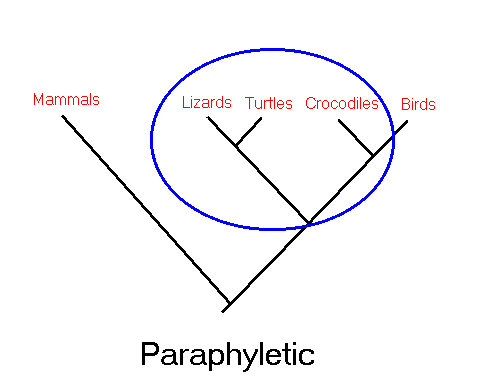 Mammals
Lizards
Turtles
Crocodiles
Birds
Paraphyletic